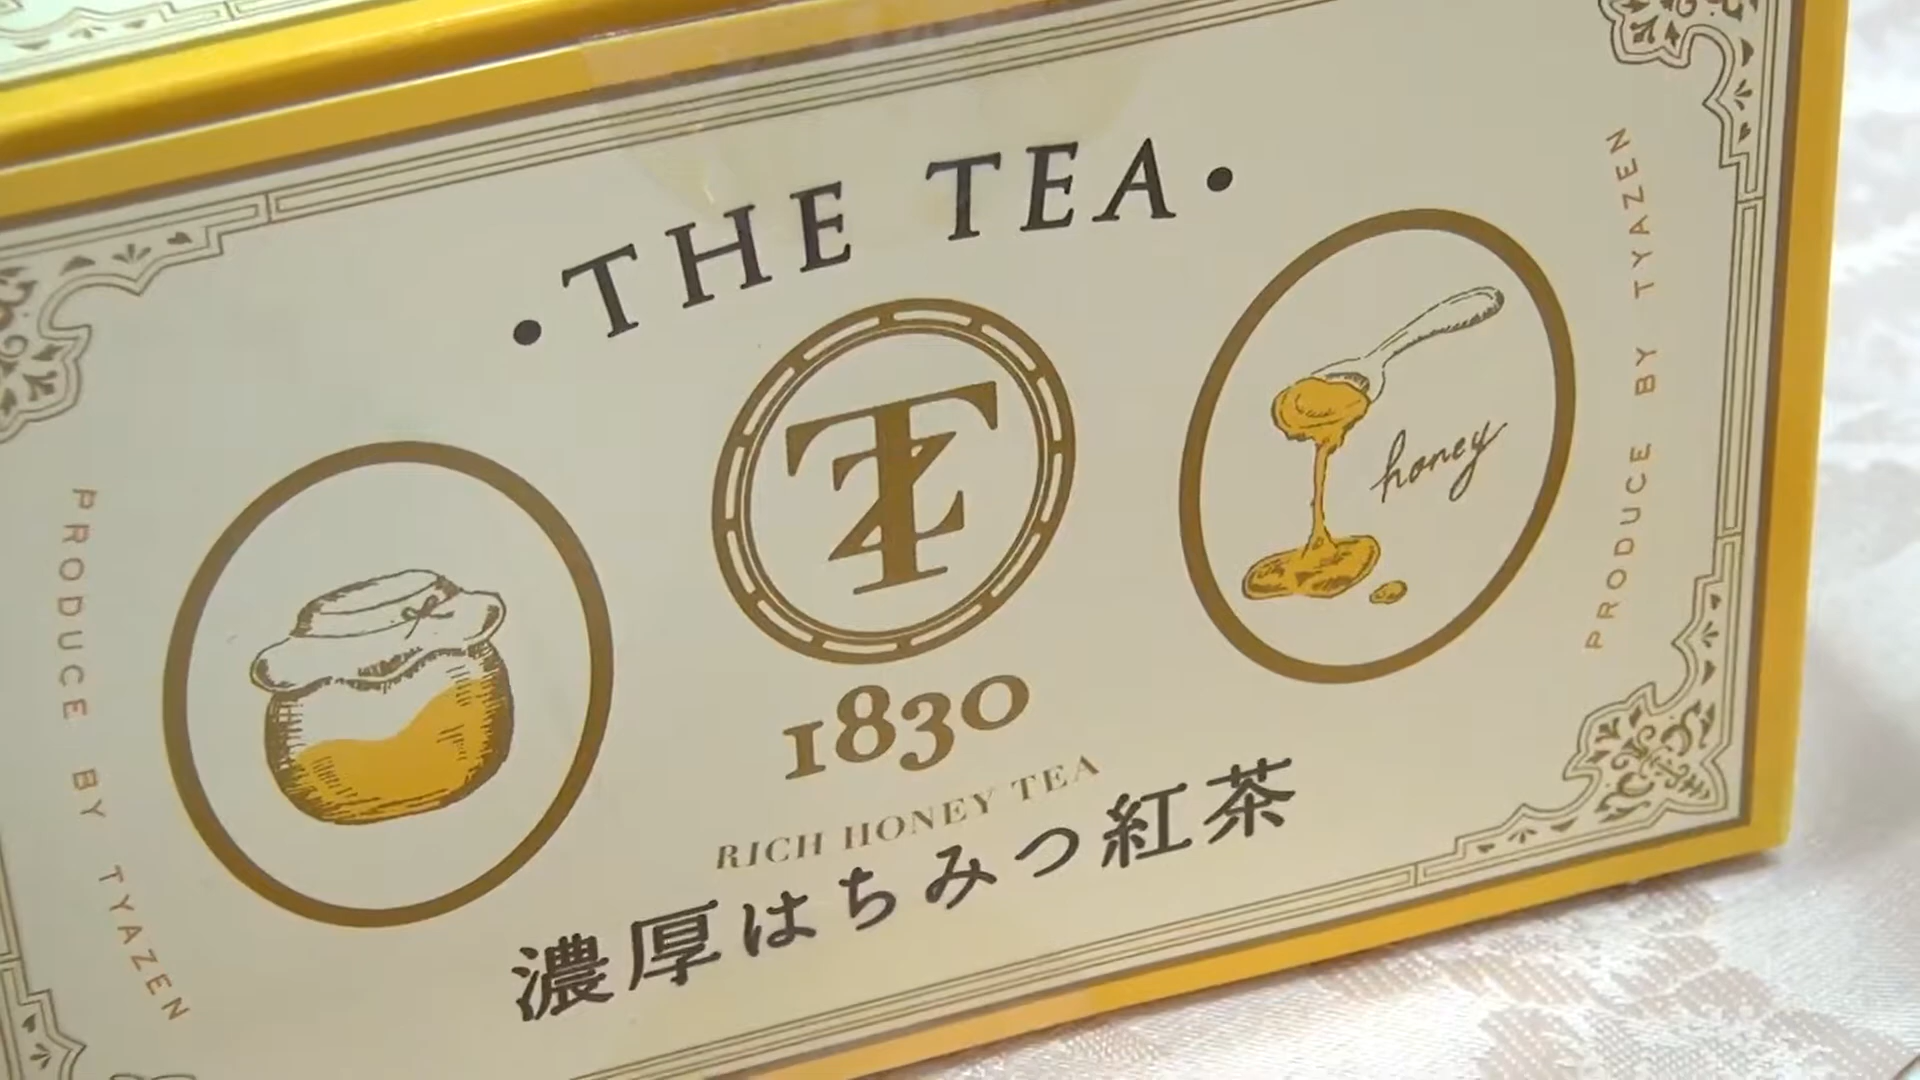 ・THE TEA・
TZ
honey
1830
RICH HONEY TEA
濃厚はちみつ紅茶
PRODUCE BY TYAZEN
PRODUCE BY TYAZEN